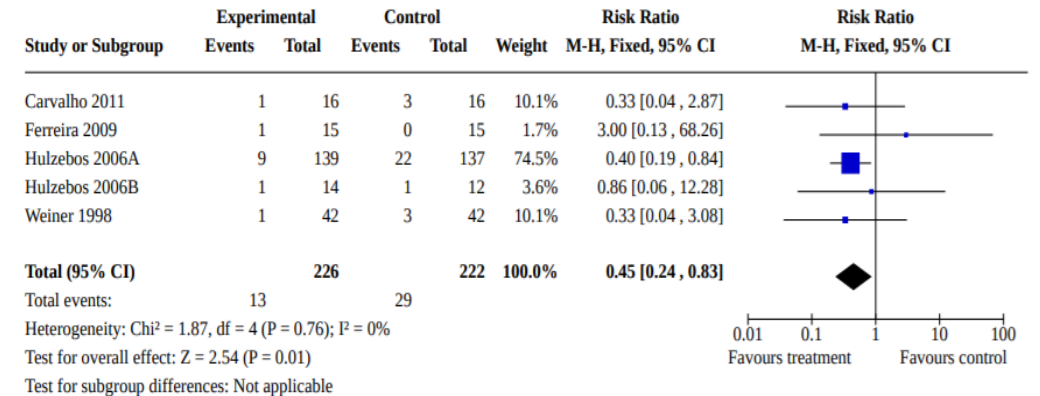 Experimental Control Risk Ratio Risk Ratio
Study or Subgroup Events Total Events Total Weight M-H, Fixed, 95% CI M-H, Fixed, 95% CI
Carvalho 2011 1 16 3 16 10.1% 0.33 [0.04 , 2.87]
Ferreira 2009 1 15 0 15 1.7% 3.00 [0.13 , 68.26]
Hulzebos 2006A 9 139 22 137 74.5% 0.40 [0.19 , 0.84]
Hulzebos 2006B 1 14 1 12 3.6% 0.86 [0.06 , 12.28]
Weiner 1998 1 42 3 42 10.1% 0.33 [0.04 , 3.08]
Total (95% CI) 226 222 100.0% 0.45 [0.24 , 0.83]
Total events: 13 29
Heterogeneity: Chi² = 1.87, df = 4 (P = 0.76); I² = 0%
0.01 0.1 1 10 100
Test for overall effect: Z = 2.54 (P = 0.01) Favours treatment Favours control
Test for subgroup differences: Not applicable